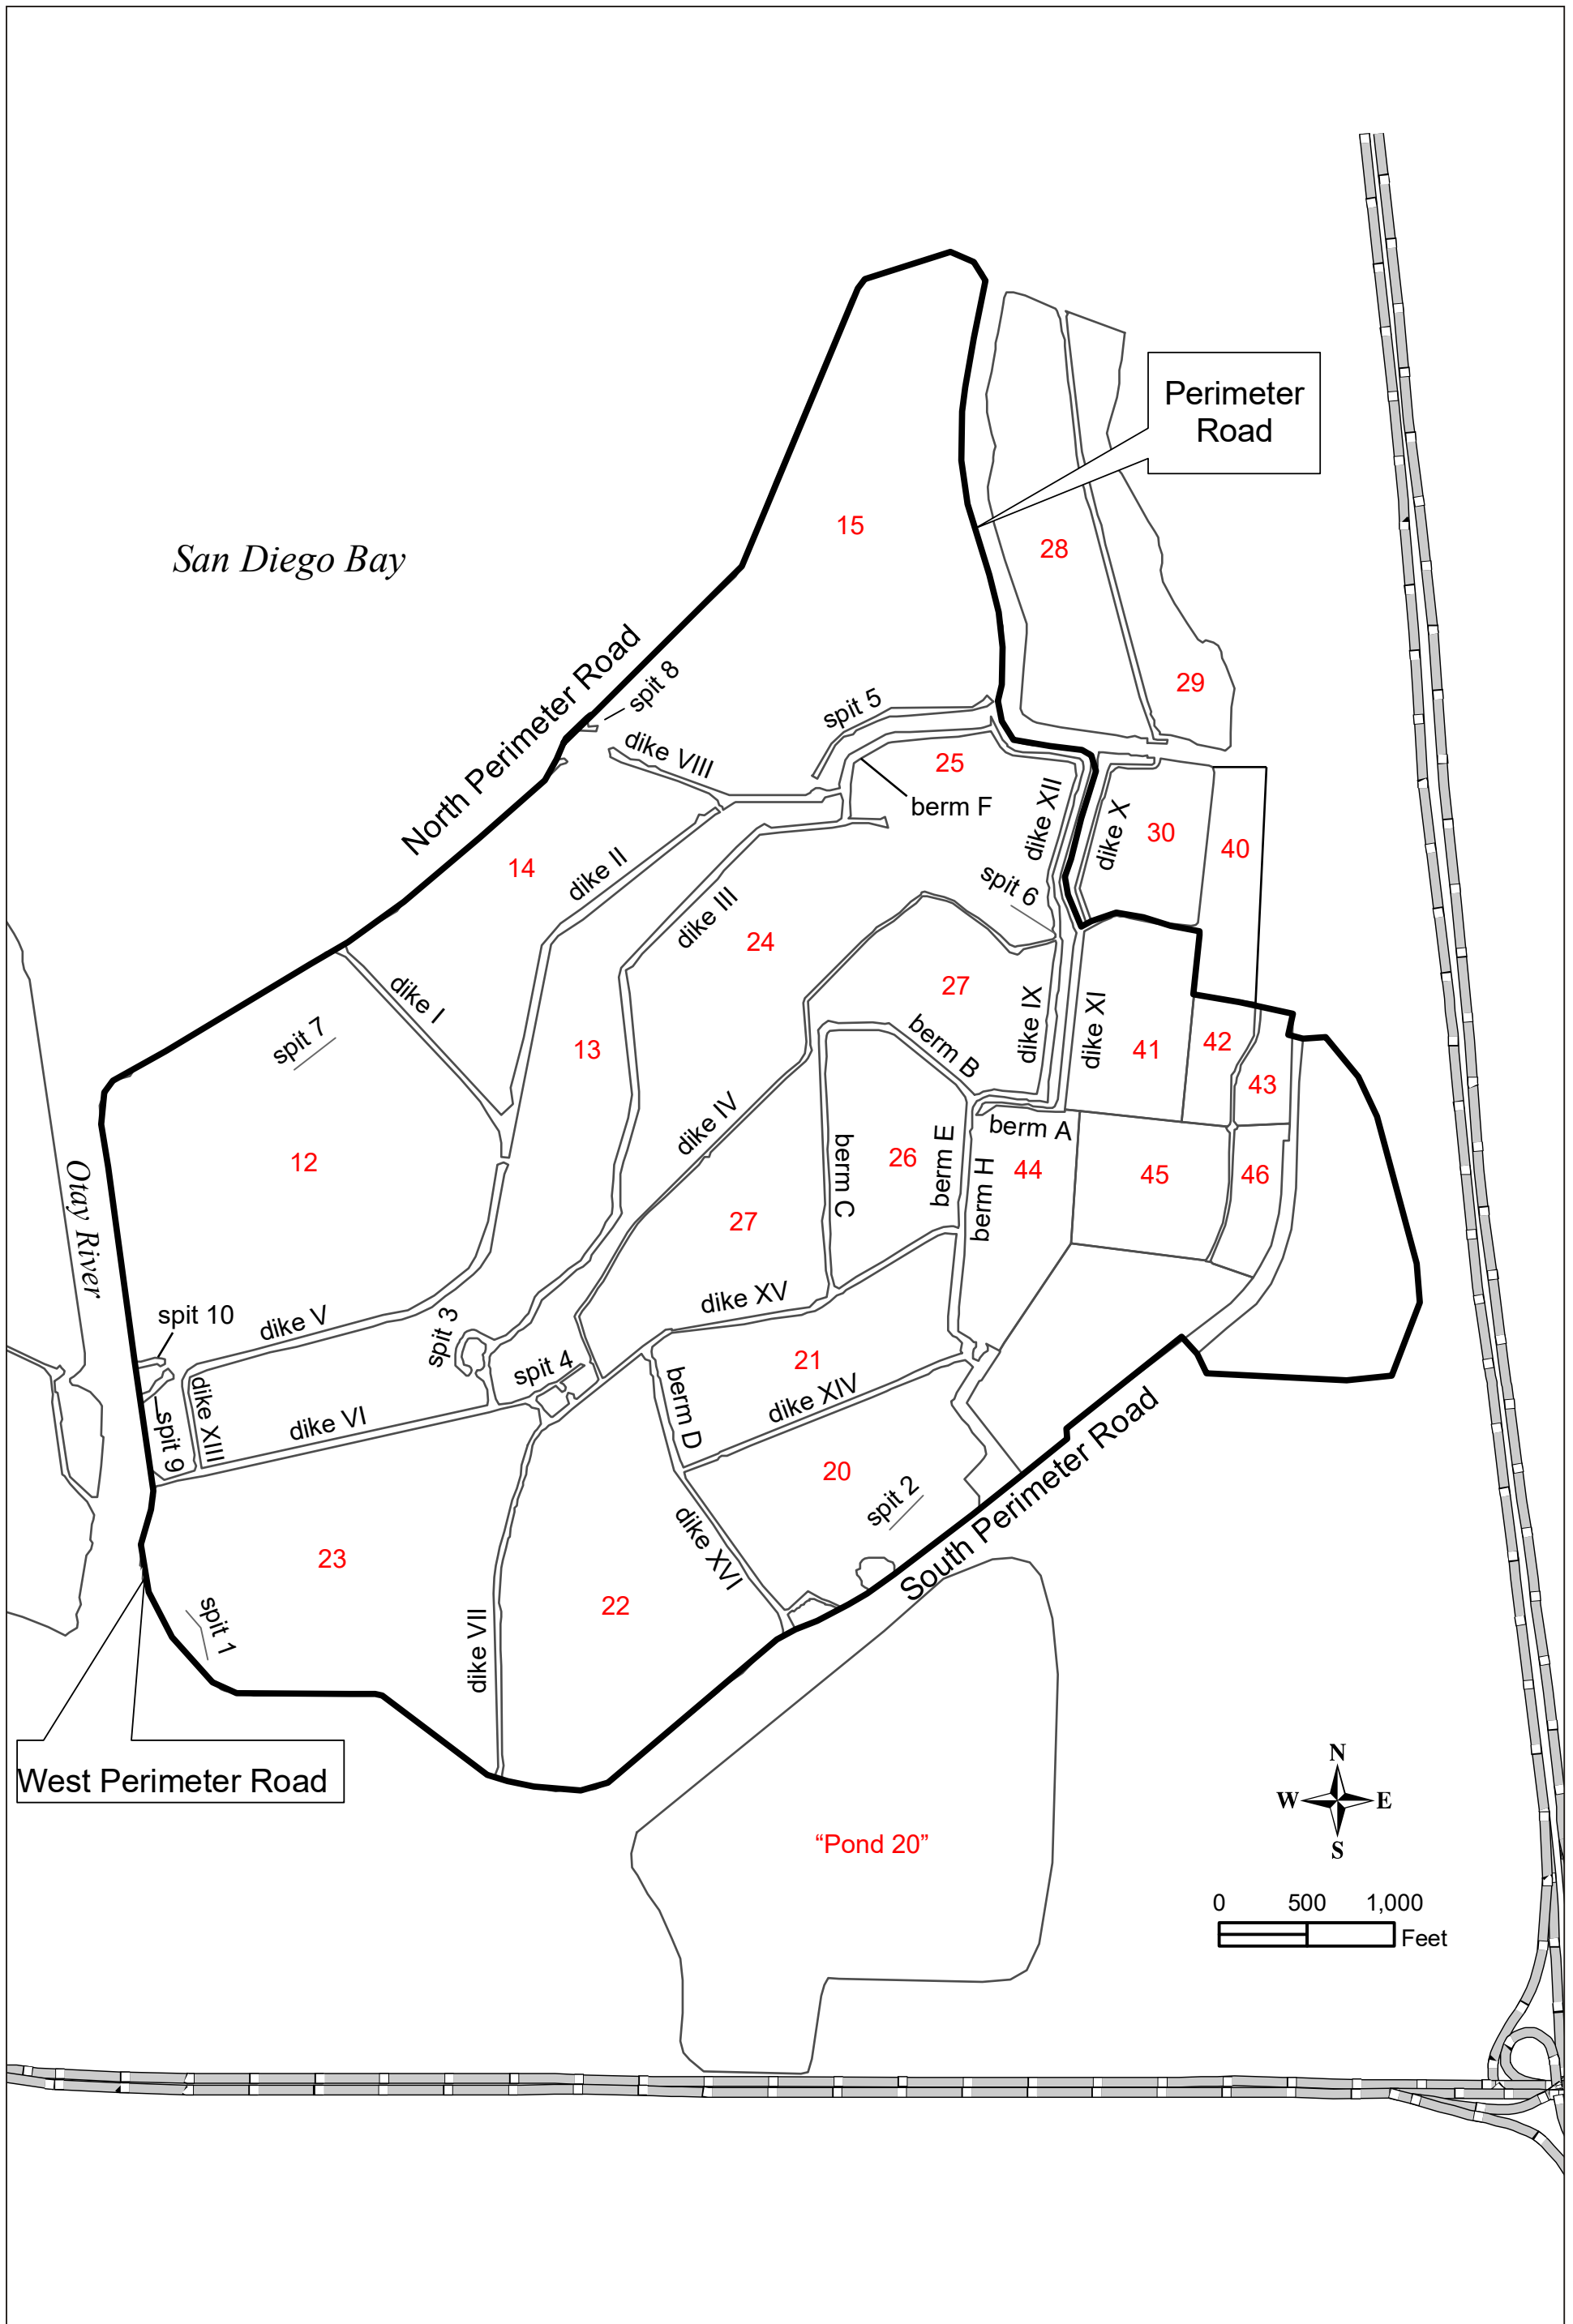 Perimeter
Road
15
San Diego Bay
28
North Perimeter Road
spit 8
29
spit 5
dike VIII
25
berm F
dike XII
dike X
30
40
14
dike II
spit 6
dike III
24
27
dike I
dike IX
dike XI
spit 7
13
berm B
41
42
43
dike IV
berm A
12
berm C
26
berm E
44
45
46
Otay River
berm H
27
dike XV
spit 10
dike V
spit 3
21
spit 4
dike XIV
berm D
dike XIII
dike VI
spit 9
20
spit 2
South Perimeter Road
dike XVI
23
22
spit 1
dike VII
West Perimeter Road
N
W E
S
“Pond 20”
0 500 1,000
Feet